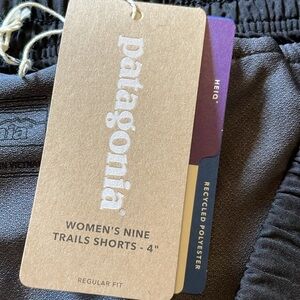 patagonia®
WOMEN'S NINE
TRAILS SHORTS - 4"
REGULAR FIT
HEIQ®
RECYCLED POLYESTER